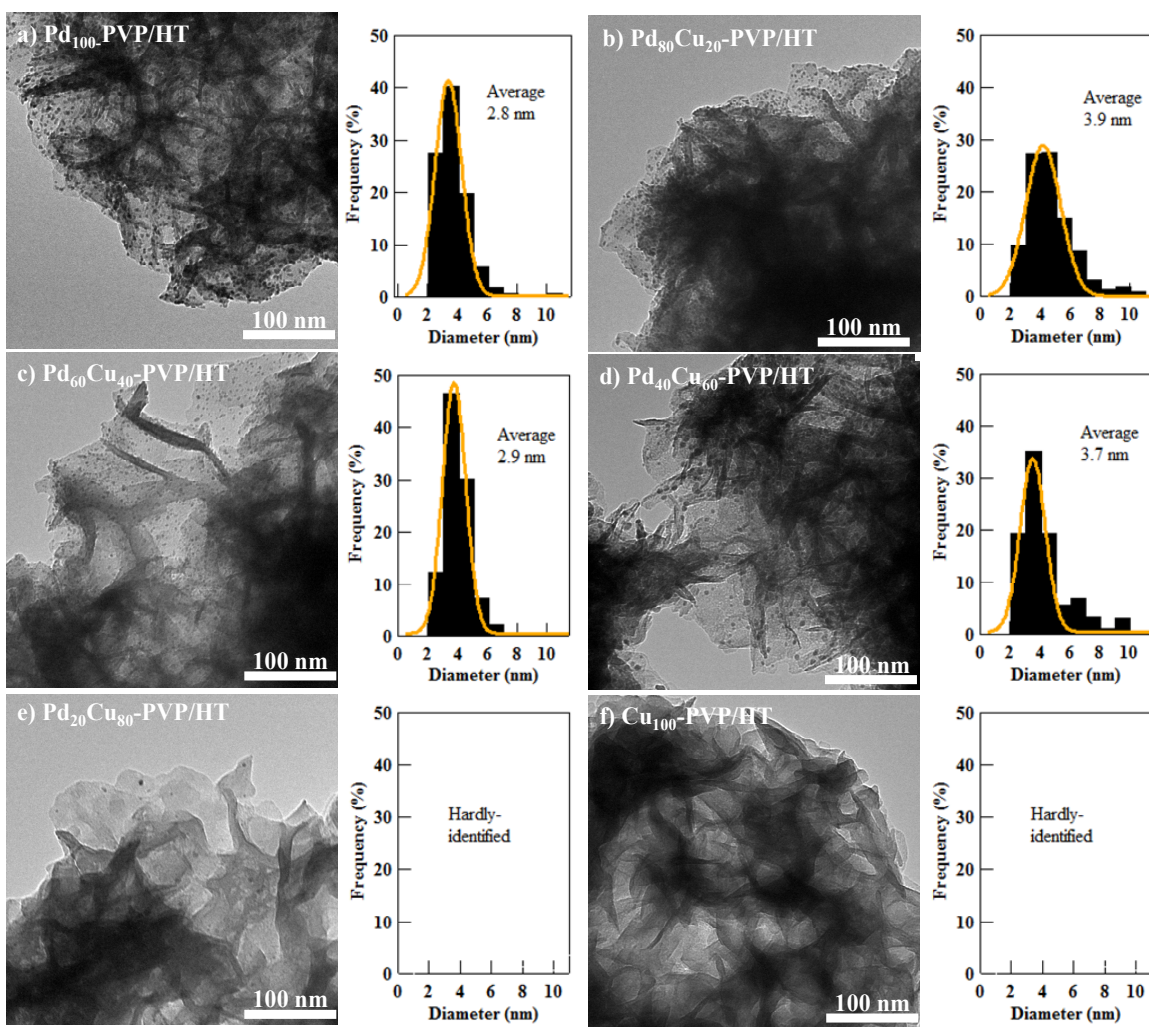 a) Pd100-PVP/HT
50
40
30
20
10
0
Frequency (%)
Average
2.8 nm
0 2 4 6 8 10
Diameter (nm)
100 nm
b) Pd80Cu20-PVP/HT
50
40
30
20
10
0
Frequency (%)
Average
3.9 nm
0 2 4 6 8 10
Diameter (nm)
100 nm
c) Pd60Cu40-PVP/HT
50
40
30
20
10
0
Frequency (%)
Average
2.9 nm
0 2 4 6 8 10
Diameter (nm)
100 nm
d) Pd40Cu60-PVP/HT
50
40
30
20
10
0
Frequency (%)
Average
3.7 nm
0 2 4 6 8 10
Diameter (nm)
100 nm
e) Pd20Cu80-PVP/HT
50
40
30
20
10
0
Frequency (%)
Hardly-
identified
0 2 4 6 8 10
Diameter (nm)
100 nm
f) Cu100-PVP/HT
50
40
30
20
10
0
Frequency (%)
Hardly-
identified
0 2 4 6 8 10
Diameter (nm)
100 nm